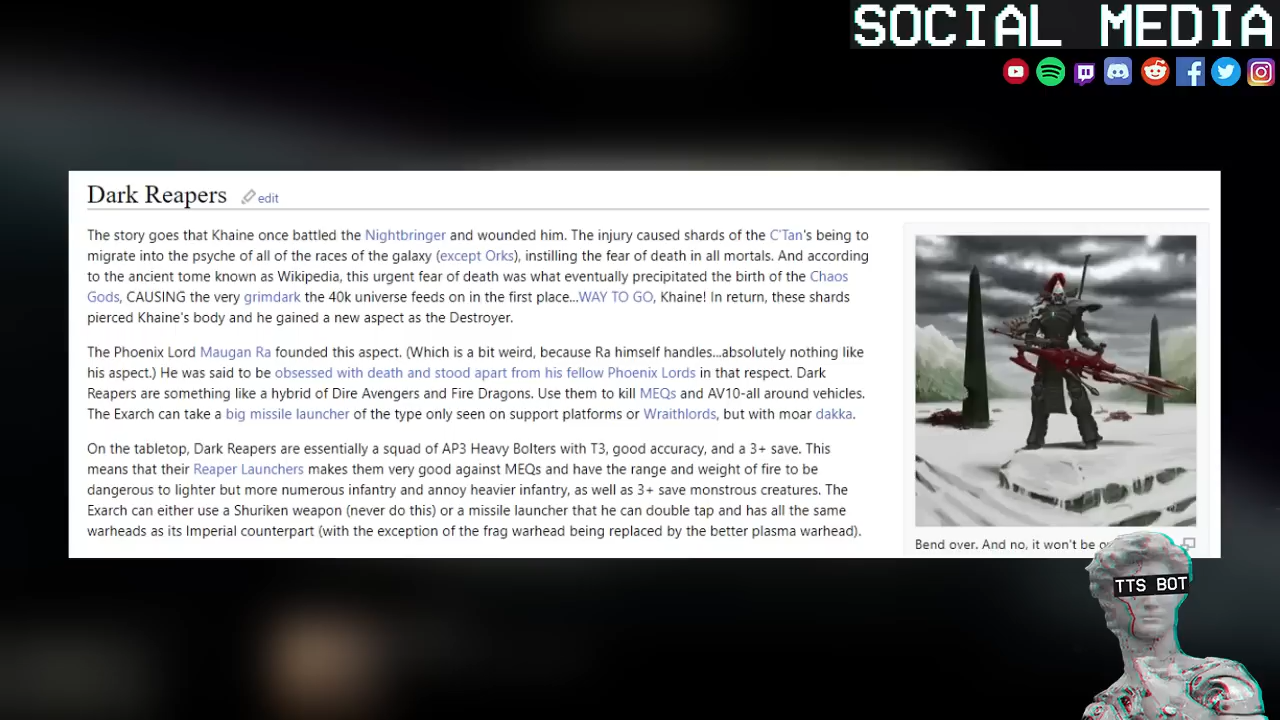 SOCIAL MEDIA
Dark Reapers edit
The story goes that Khaine once battled the Nightbringer and wounded him. The injury caused shards of the C'Tan's being to
migrate into the psyche of all of the races of the galaxy (except Orks), instilling the fear of death in all mortals. And according
to the ancient tome known as Wikipedia, this urgent fear of death was what eventually precipitated the birth of the Chaos
Gods, CAUSING the very grimdark the 40k universe feeds on in the first place...WAY TO GO, Khaine! In return, these shards
pierced Khaine's body and he gained a new aspect as the Destroyer.
The Phoenix Lord Maugan Ra founded this aspect. (Which is a bit weird, because Ra himself handles...absolutely nothing like
his aspect.) He was said to be obsessed with death and stood apart from his fellow Phoenix Lords in that respect. Dark
Reapers are something like a hybrid of Dire Avengers and Fire Dragons. Use them to kill MEQs and AV10-all around vehicles.
The Exarch can take a big missile launcher of the type only seen on support platforms or Wraithlords, but with moar dakka.
On the tabletop, Dark Reapers are essentially a squad of AP3 Heavy Bolters with T3, good accuracy, and a 3+ save. This
means that their Reaper Launchers makes them very good against MEQs and have the range and weight of fire to be
dangerous to lighter but more numerous infantry and annoy heavier infantry, as well as 3+ save monstrous creatures. The
Exarch can either use a Shuriken weapon (never do this) or a missile launcher that he can double tap and has all the same
warheads as its Imperial counterpart (with the exception of the frag warhead being replaced by the better plasma warhead).
Bend over. And no, it won't be
TTS BOT